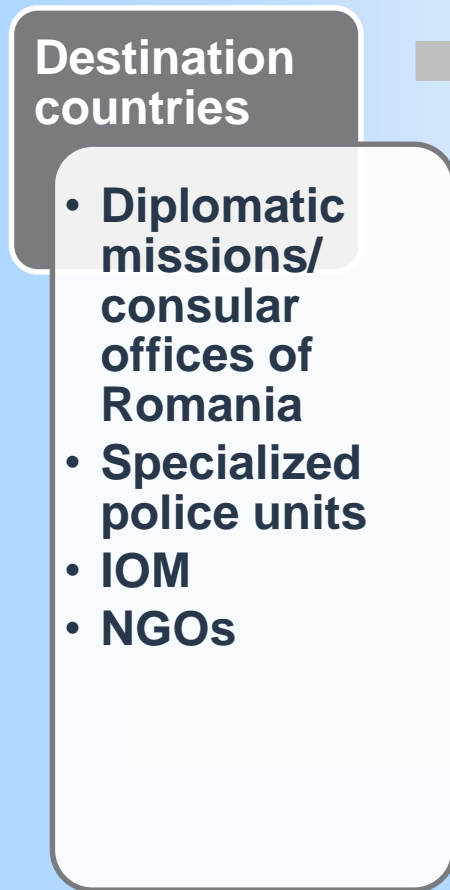 Destination
countries
• Diplomatic
missions/
consular
offices of
Romania
• Specialized
police units
• IOM
• NGOs